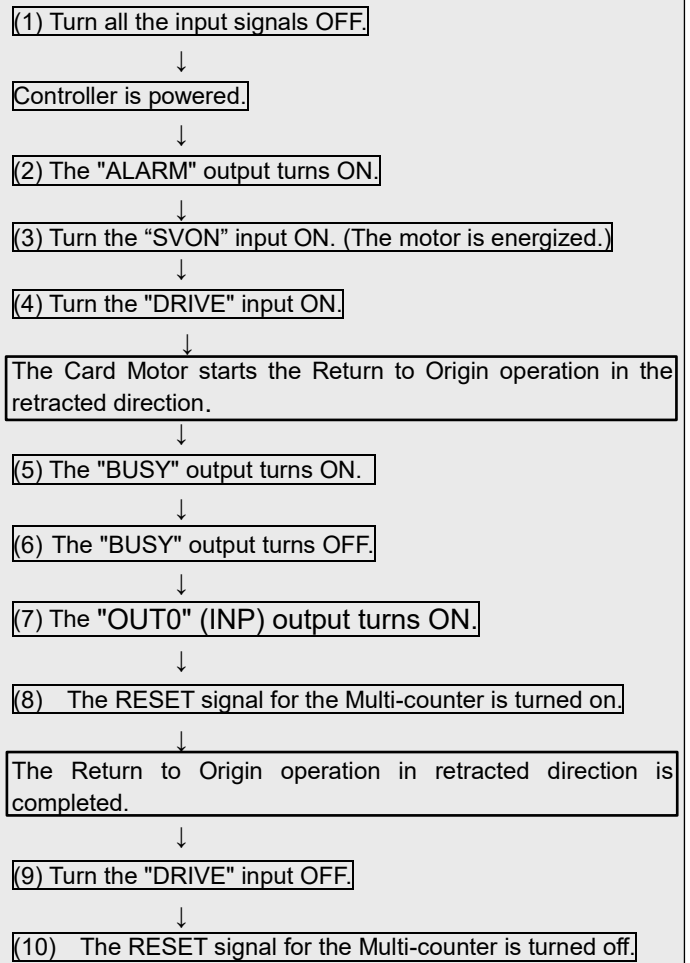 (1) Turn all the input signals OFF.
↓
Controller is powered.
↓
(2) The "ALARM" output turns ON.
↓
(3) Turn the “SVON” input ON. (The motor is energized.)
↓
(4) Turn the "DRIVE" input ON.
↓
The Card Motor starts the Return to Origin operation in the
retracted direction.
↓
(5) The "BUSY" output turns ON.
↓
(6) The "BUSY" output turns OFF.
↓
(7) The "OUT0" (INP) output turns ON.
↓
(8) The RESET signal for the Multi-counter is turned on.
↓
The Return to Origin operation in retracted direction is
completed.
↓
(9) Turn the "DRIVE" input OFF.
↓
(10) The RESET signal for the Multi-counter is turned off.